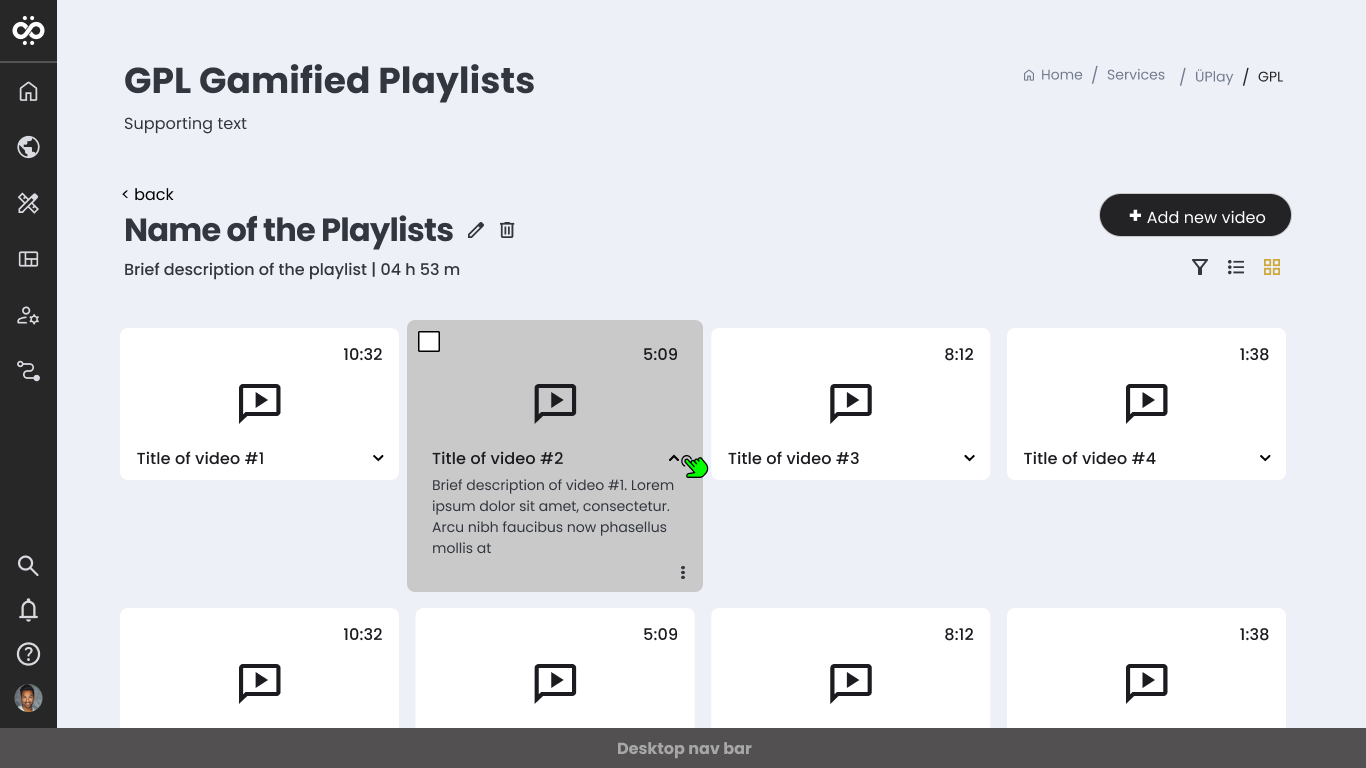 GPL Gamified Playlists
Home / Services / ÜPlay / GPL
Supporting text
< back
Name of the Playlists
+ Add new video
Brief description of the playlist | 04 h 53 m
10:32
5:09
8:12
1:38
Title of video #1
Title of video #2
Title of video #3
Title of video #4
Brief description of video #1. Lorem
ipsum dolor sit amet, consectetur.
Arcu nibh faucibus now phasellus
mollis at
10:32
5:09
8:12
1:38
Desktop nav bar